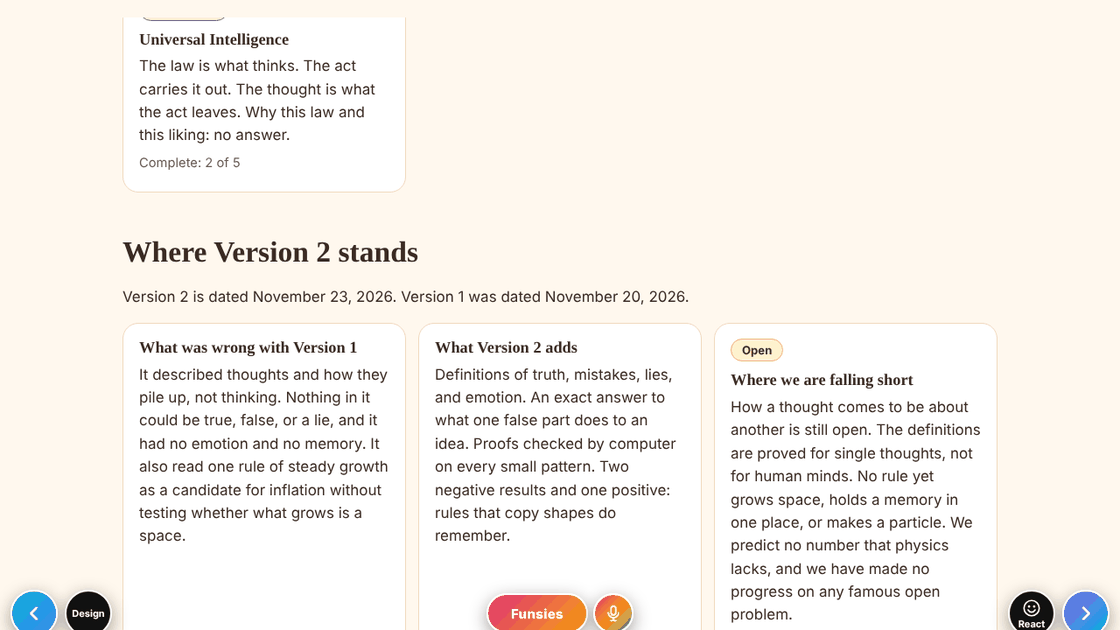 Universal Intelligence
The law is what thinks. The act
carries it out. The thought is what
the act leaves. Why this law and
this liking: no answer.
Complete: 2 of 5
Where Version 2 stands
Version 2 is dated November 23, 2026. Version 1 was dated November 20, 2026.
What was wrong with Version 1
It described thoughts and how they
pile up, not thinking. Nothing in it
could be true, false, or a lie, and it
had no emotion and no memory. It
also read one rule of steady growth
as a candidate for inflation without
testing whether what grows is a
space.
What Version 2 adds
Definitions of truth, mistakes, lies,
and emotion. An exact answer to
what one false part does to an
idea. Proofs checked by computer
on every small pattern. Two
negative results and one positive:
rules that copy shapes do
remember.
Open
Where we are falling short
How a thought comes to be about
another is still open. The definitions
are proved for single thoughts, not
for human minds. No rule yet
grows space, holds a memory in
one place, or makes a particle. We
predict no number that physics
lacks, and we have made no
progress on any famous open
problem.
Design
Funsies
React